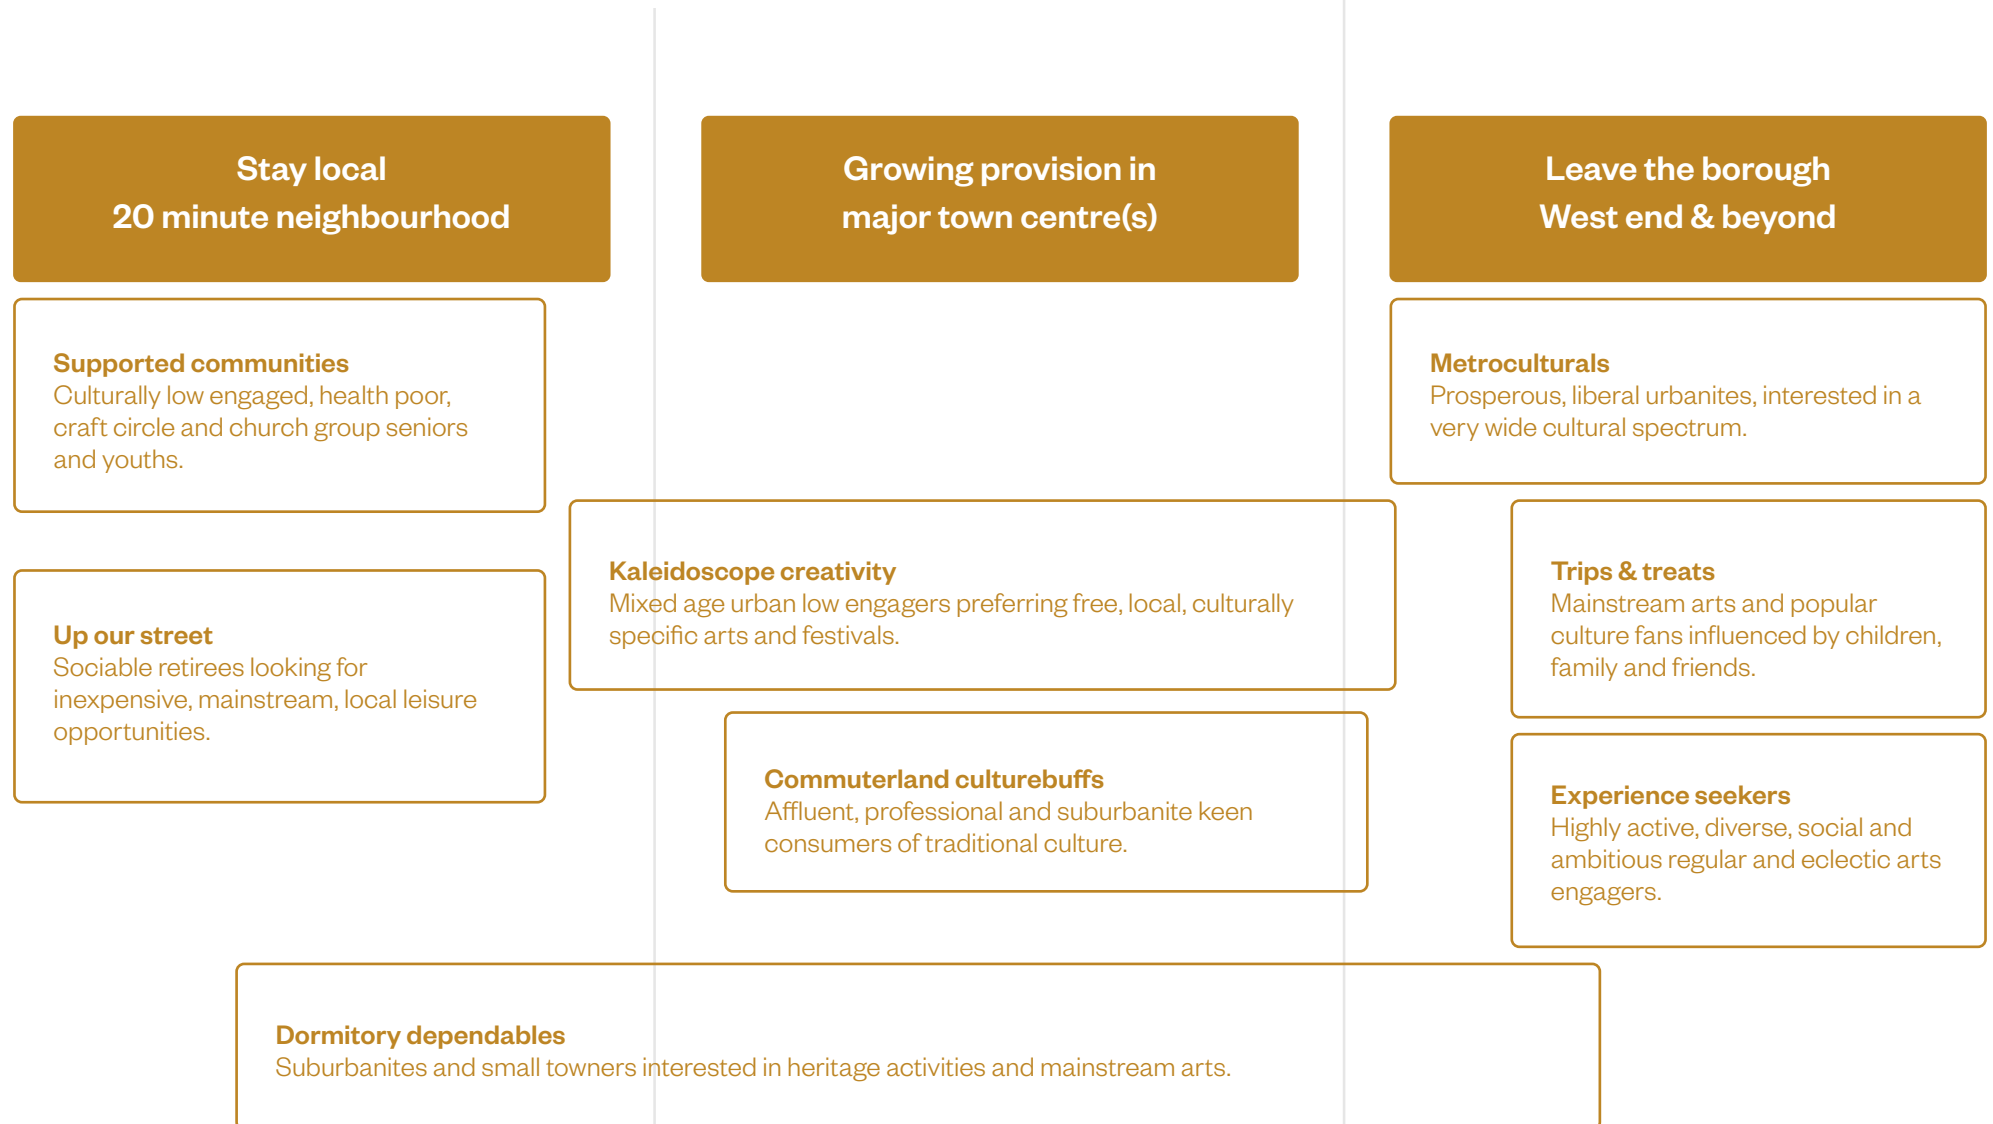 Stay local
20 minute neighbourhood
Growing provision in
major town centre(s)
Leave the borough
West end & beyond
Supported communities
Culturally low engaged, health poor,
craft circle and church group seniors
and youths.
Metroculturals
Prosperous, liberal urbanites, interested in a
very wide cultural spectrum.
Up our street
Sociable retirees looking for
inexpensive, mainstream, local leisure
opportunities.
Kaleidoscope creativity
Mixed age urban low engagers preferring free, local, culturally
specific arts and festivals.
Trips & treats
Mainstream arts and popular
culture fans influenced by children,
family and friends.
Commuterland culturebuffs
Affluent, professional and suburbanite keen
consumers of traditional culture.
Experience seekers
Highly active, diverse, social and
ambitious regular and eclectic arts
engagers.
Dormitory dependables
Suburbanites and small towners interested in heritage activities and mainstream arts.